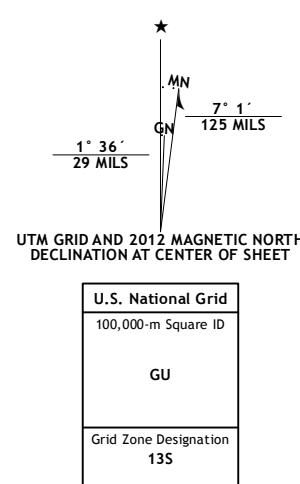 MN
7° 1´
125 MILS
GN
1° 36´
29 MILS
UTM GRID AND 2012 MAGNETIC NORTH
DECLINATION AT CENTER OF SHEET
U.S. National Grid
100,000-m Square ID
GU
Grid Zone Designation
13S